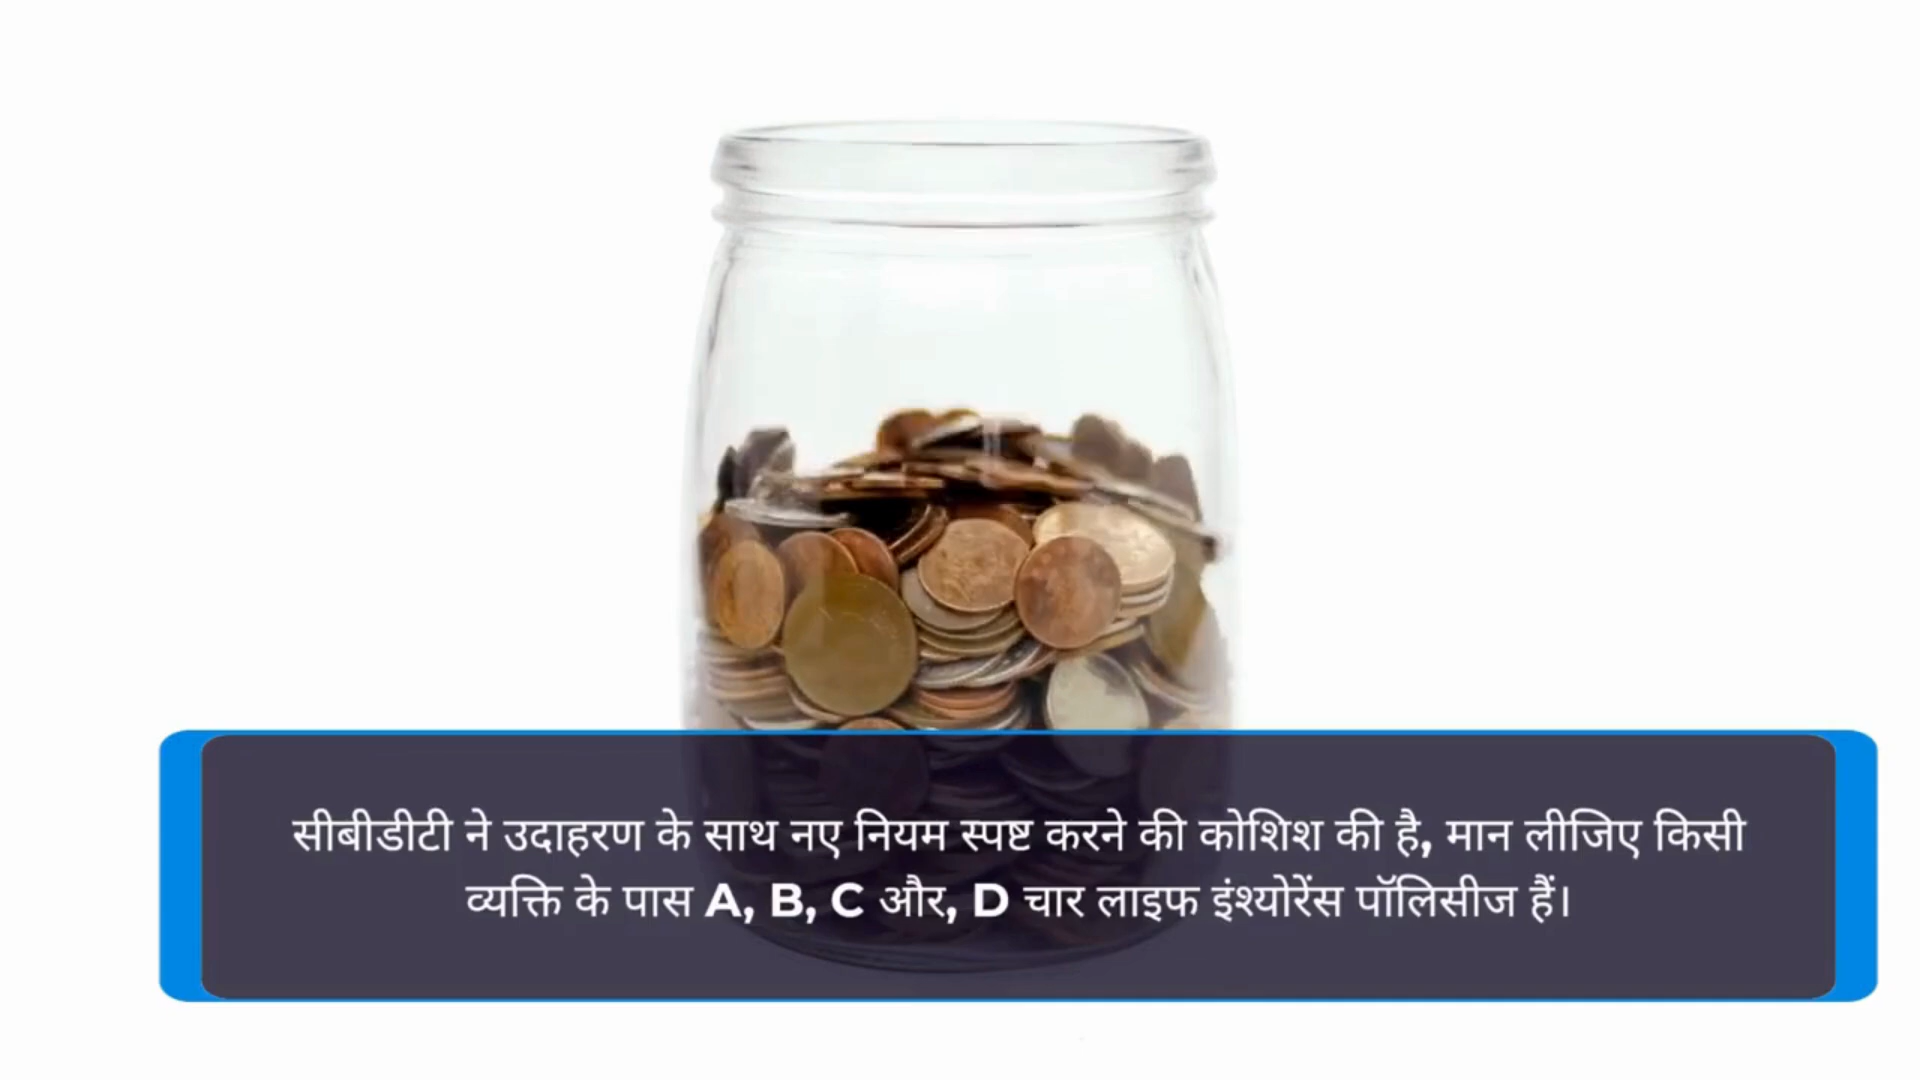 सीबीडीटी ने उदाहरण के साथ नए नियम स्पष्ट करने की कोशिश की है, मान लीजिए किसी
व्यक्ति के पास A, B, C और, D चार लाइफ इंश्योरेंस पॉलिसीज हैं।